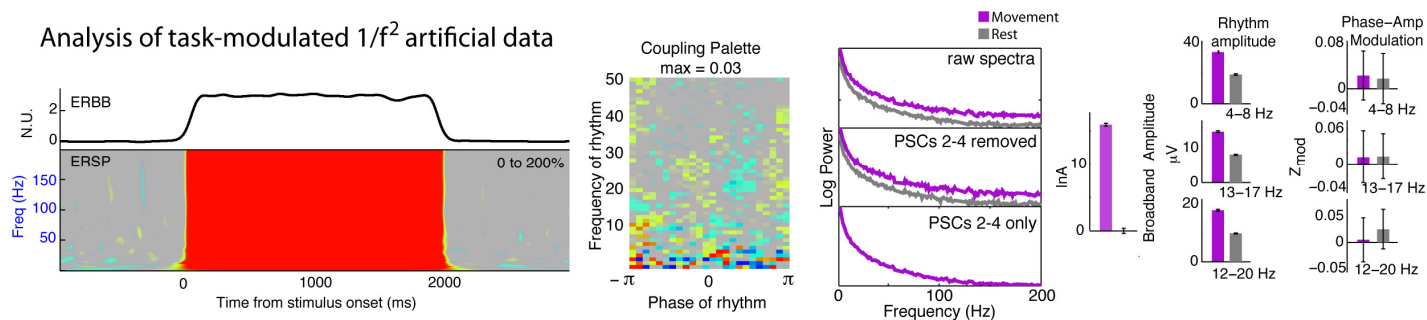 Analysis of task-modulated 1/f² artificial data
ERBB
N.U.
2
0
ERSP
0 to 200%
Freq (Hz)
150
100
50
0
1000
2000
Time from stimulus onset (ms)
Coupling Palette
max = 0.03
Frequency of rhythm
50
40
30
20
10
−π
0
π
Phase of rhythm
Movement
Rest
raw spectra
PSCs 2-4 removed
PSCs 2-4 only
Log Power
0
100
200
Frequency (Hz)
lnA
10
0
Broadband Amplitude
Rhythm
amplitude
μV
40
0
4–8 Hz
20
10
0
13–17 Hz
20
0
12–20 Hz
Phase–Amp
Modulation
Zmod
0.08
0
−0.04
4–8 Hz
0.06
0
−0.04
13–17 Hz
0.05
0
−0.05
12–20 Hz